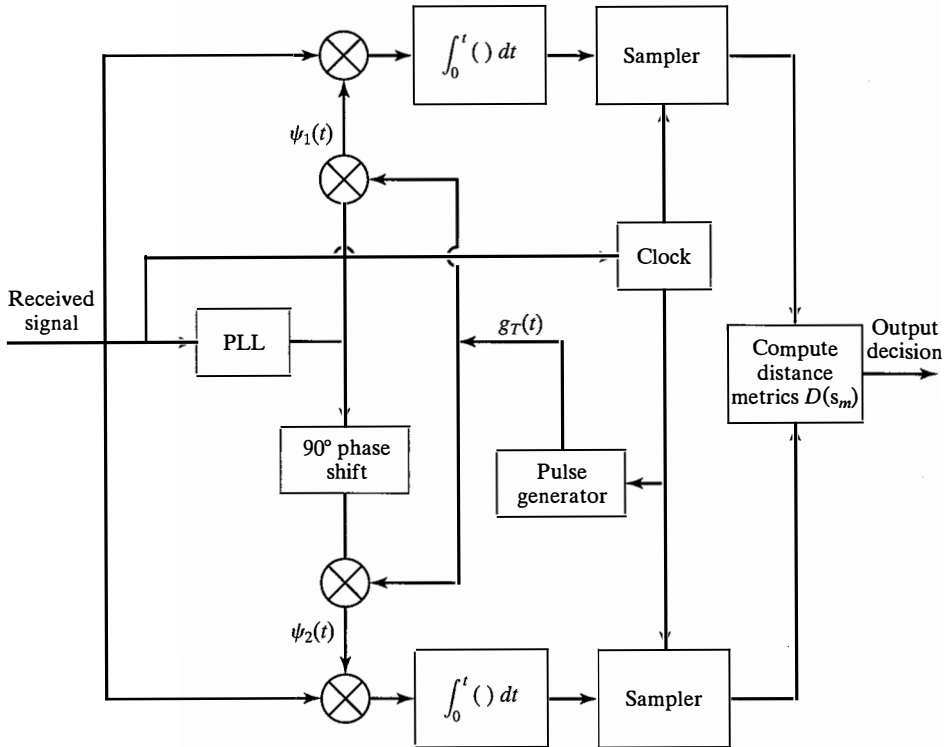 ∫₀ᵗ ( ) dt
Sampler
ψ₁(t)
Clock
Received
signal
PLL
g_T(t)
Output
decision
Compute
distance
metrics D(s_m)
90° phase
shift
Pulse
generator
ψ₂(t)
∫₀ᵗ ( ) dt
Sampler